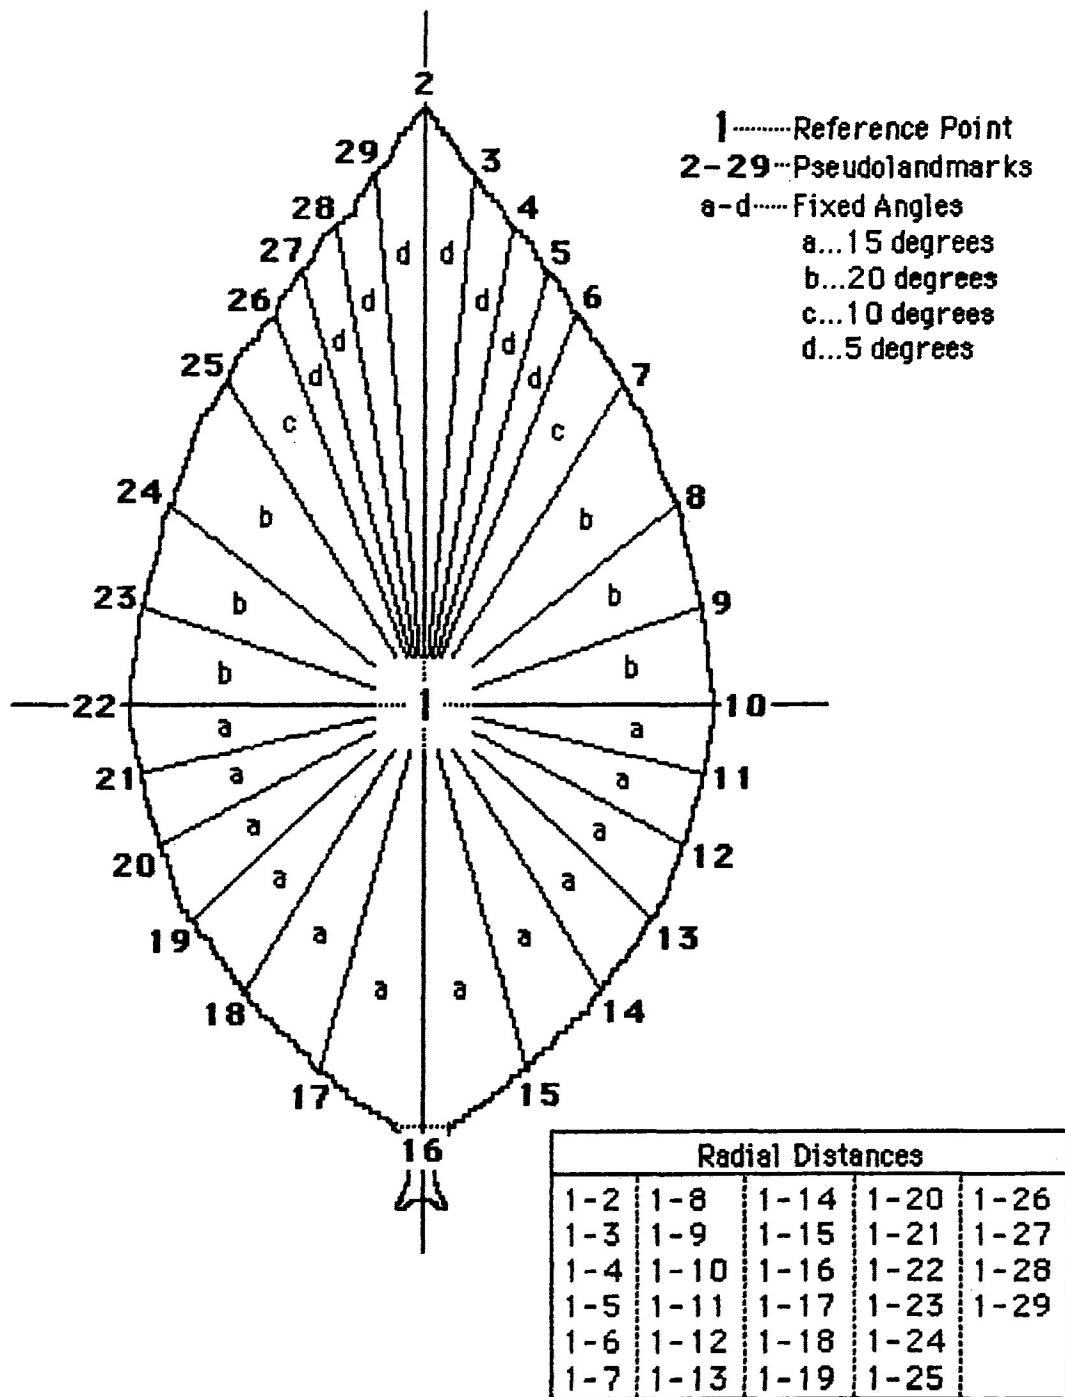 2
1 ········· Reference Point
2-29 ·· Pseudolandmarks
a-d ····· Fixed Angles
a...15 degrees
b...20 degrees
c...10 degrees
d...5 degrees
29
3
28
4
27
5
26
6
25
7
24
8
23
9
22
1
10
21
11
20
12
19
13
18
14
17
15
16
d
d
d
d
d
d
d
d
c
c
b
b
b
b
b
b
a
a
a
a
a
a
a
a
a
a
a
a
Radial Distances
1-2 1-8 1-14 1-20 1-26
1-3 1-9 1-15 1-21 1-27
1-4 1-10 1-16 1-22 1-28
1-5 1-11 1-17 1-23 1-29
1-6 1-12 1-18 1-24
1-7 1-13 1-19 1-25